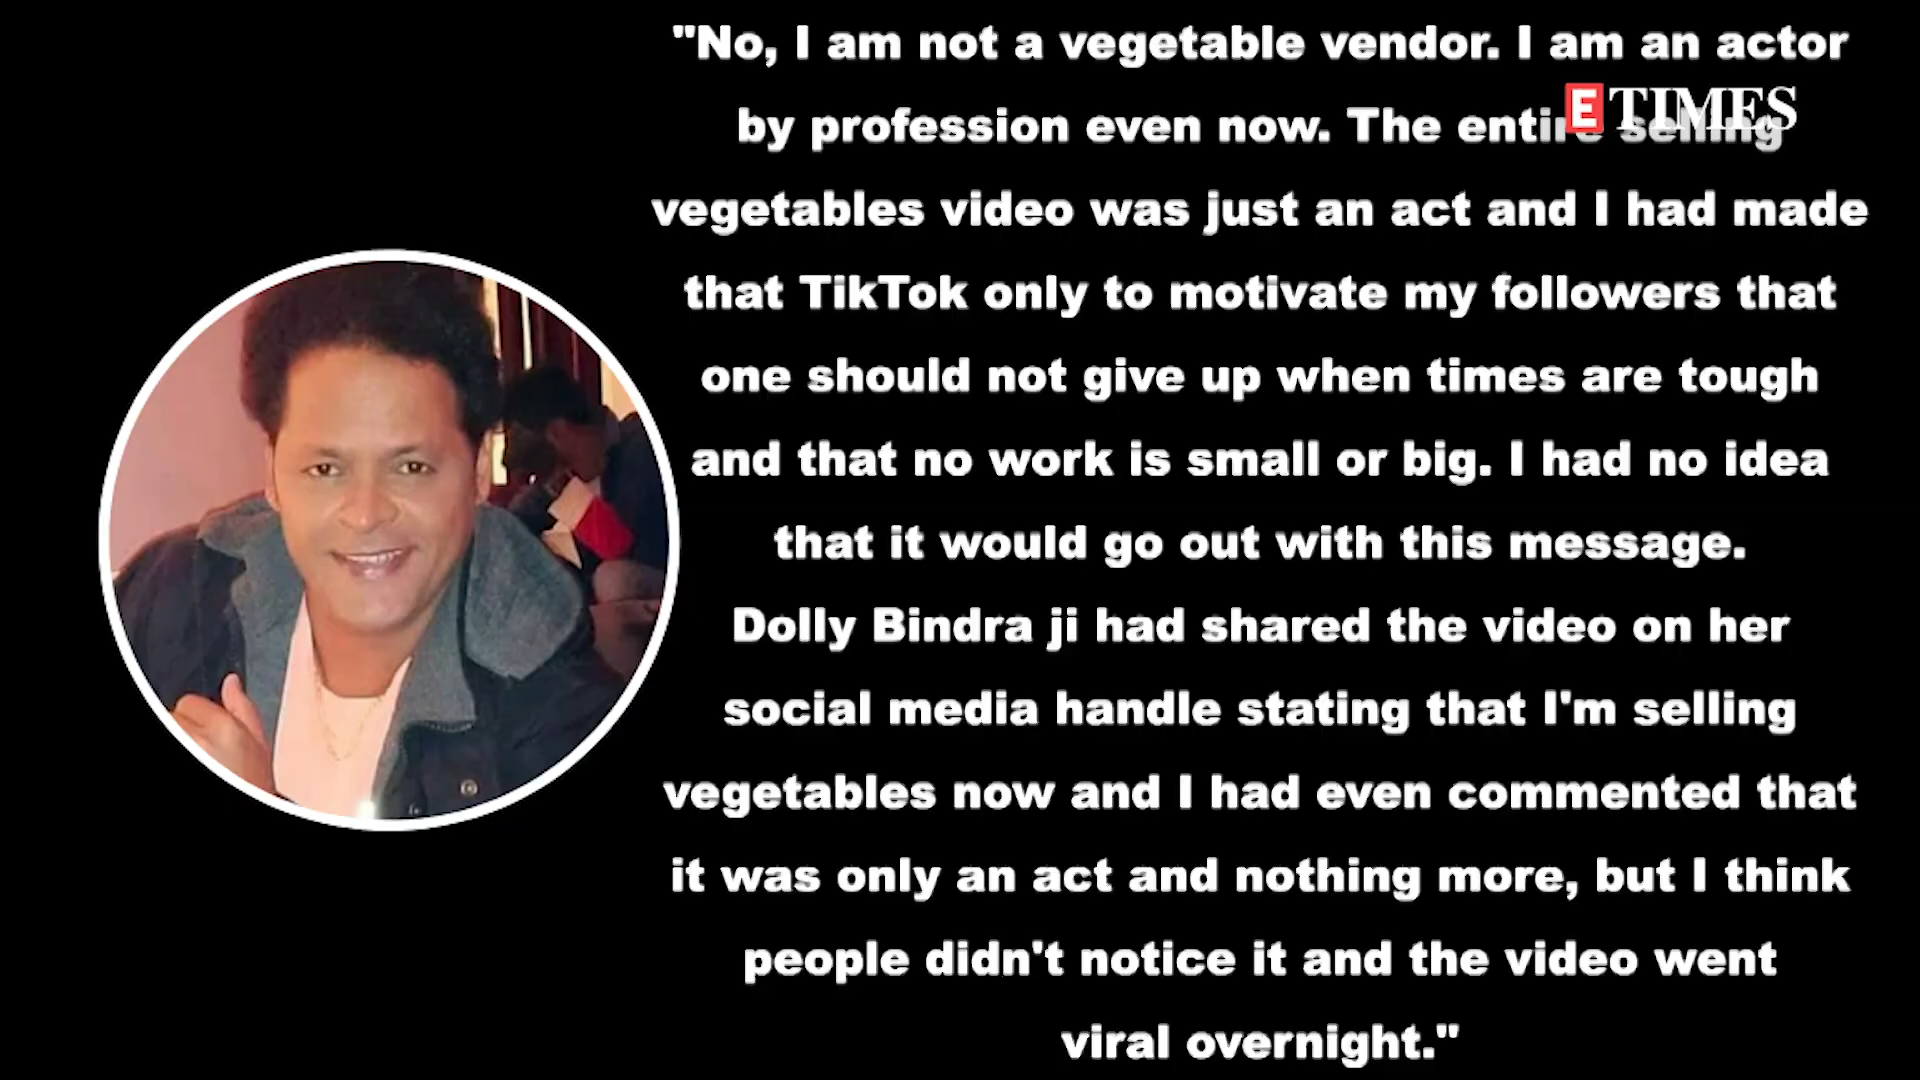 "No, I am not a vegetable vendor. I am an actor
E TIMES
by profession even now. The entire selling
vegetables video was just an act and I had made
that TikTok only to motivate my followers that
one should not give up when times are tough
and that no work is small or big. I had no idea
that it would go out with this message.
Dolly Bindra ji had shared the video on her
social media handle stating that I'm selling
vegetables now and I had even commented that
it was only an act and nothing more, but I think
people didn't notice it and the video went
viral overnight."